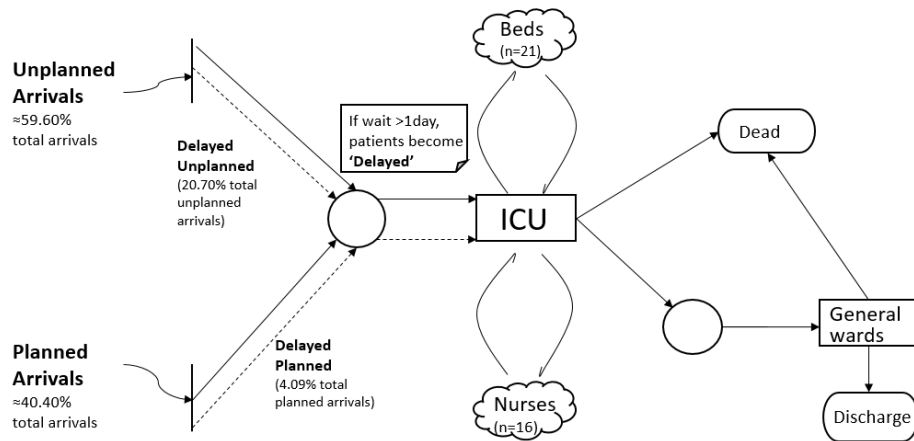 Beds
(n=21)
Unplanned
Arrivals
≈59.60%
total arrivals
If wait >1day,
patients become
‘Delayed’
Delayed
Unplanned
(20.70% total
unplanned
arrivals)
Dead
ICU
General
wards
Planned
Arrivals
≈40.40%
total arrivals
Delayed
Planned
(4.09% total
planned arrivals)
Nurses
(n=16)
Discharge